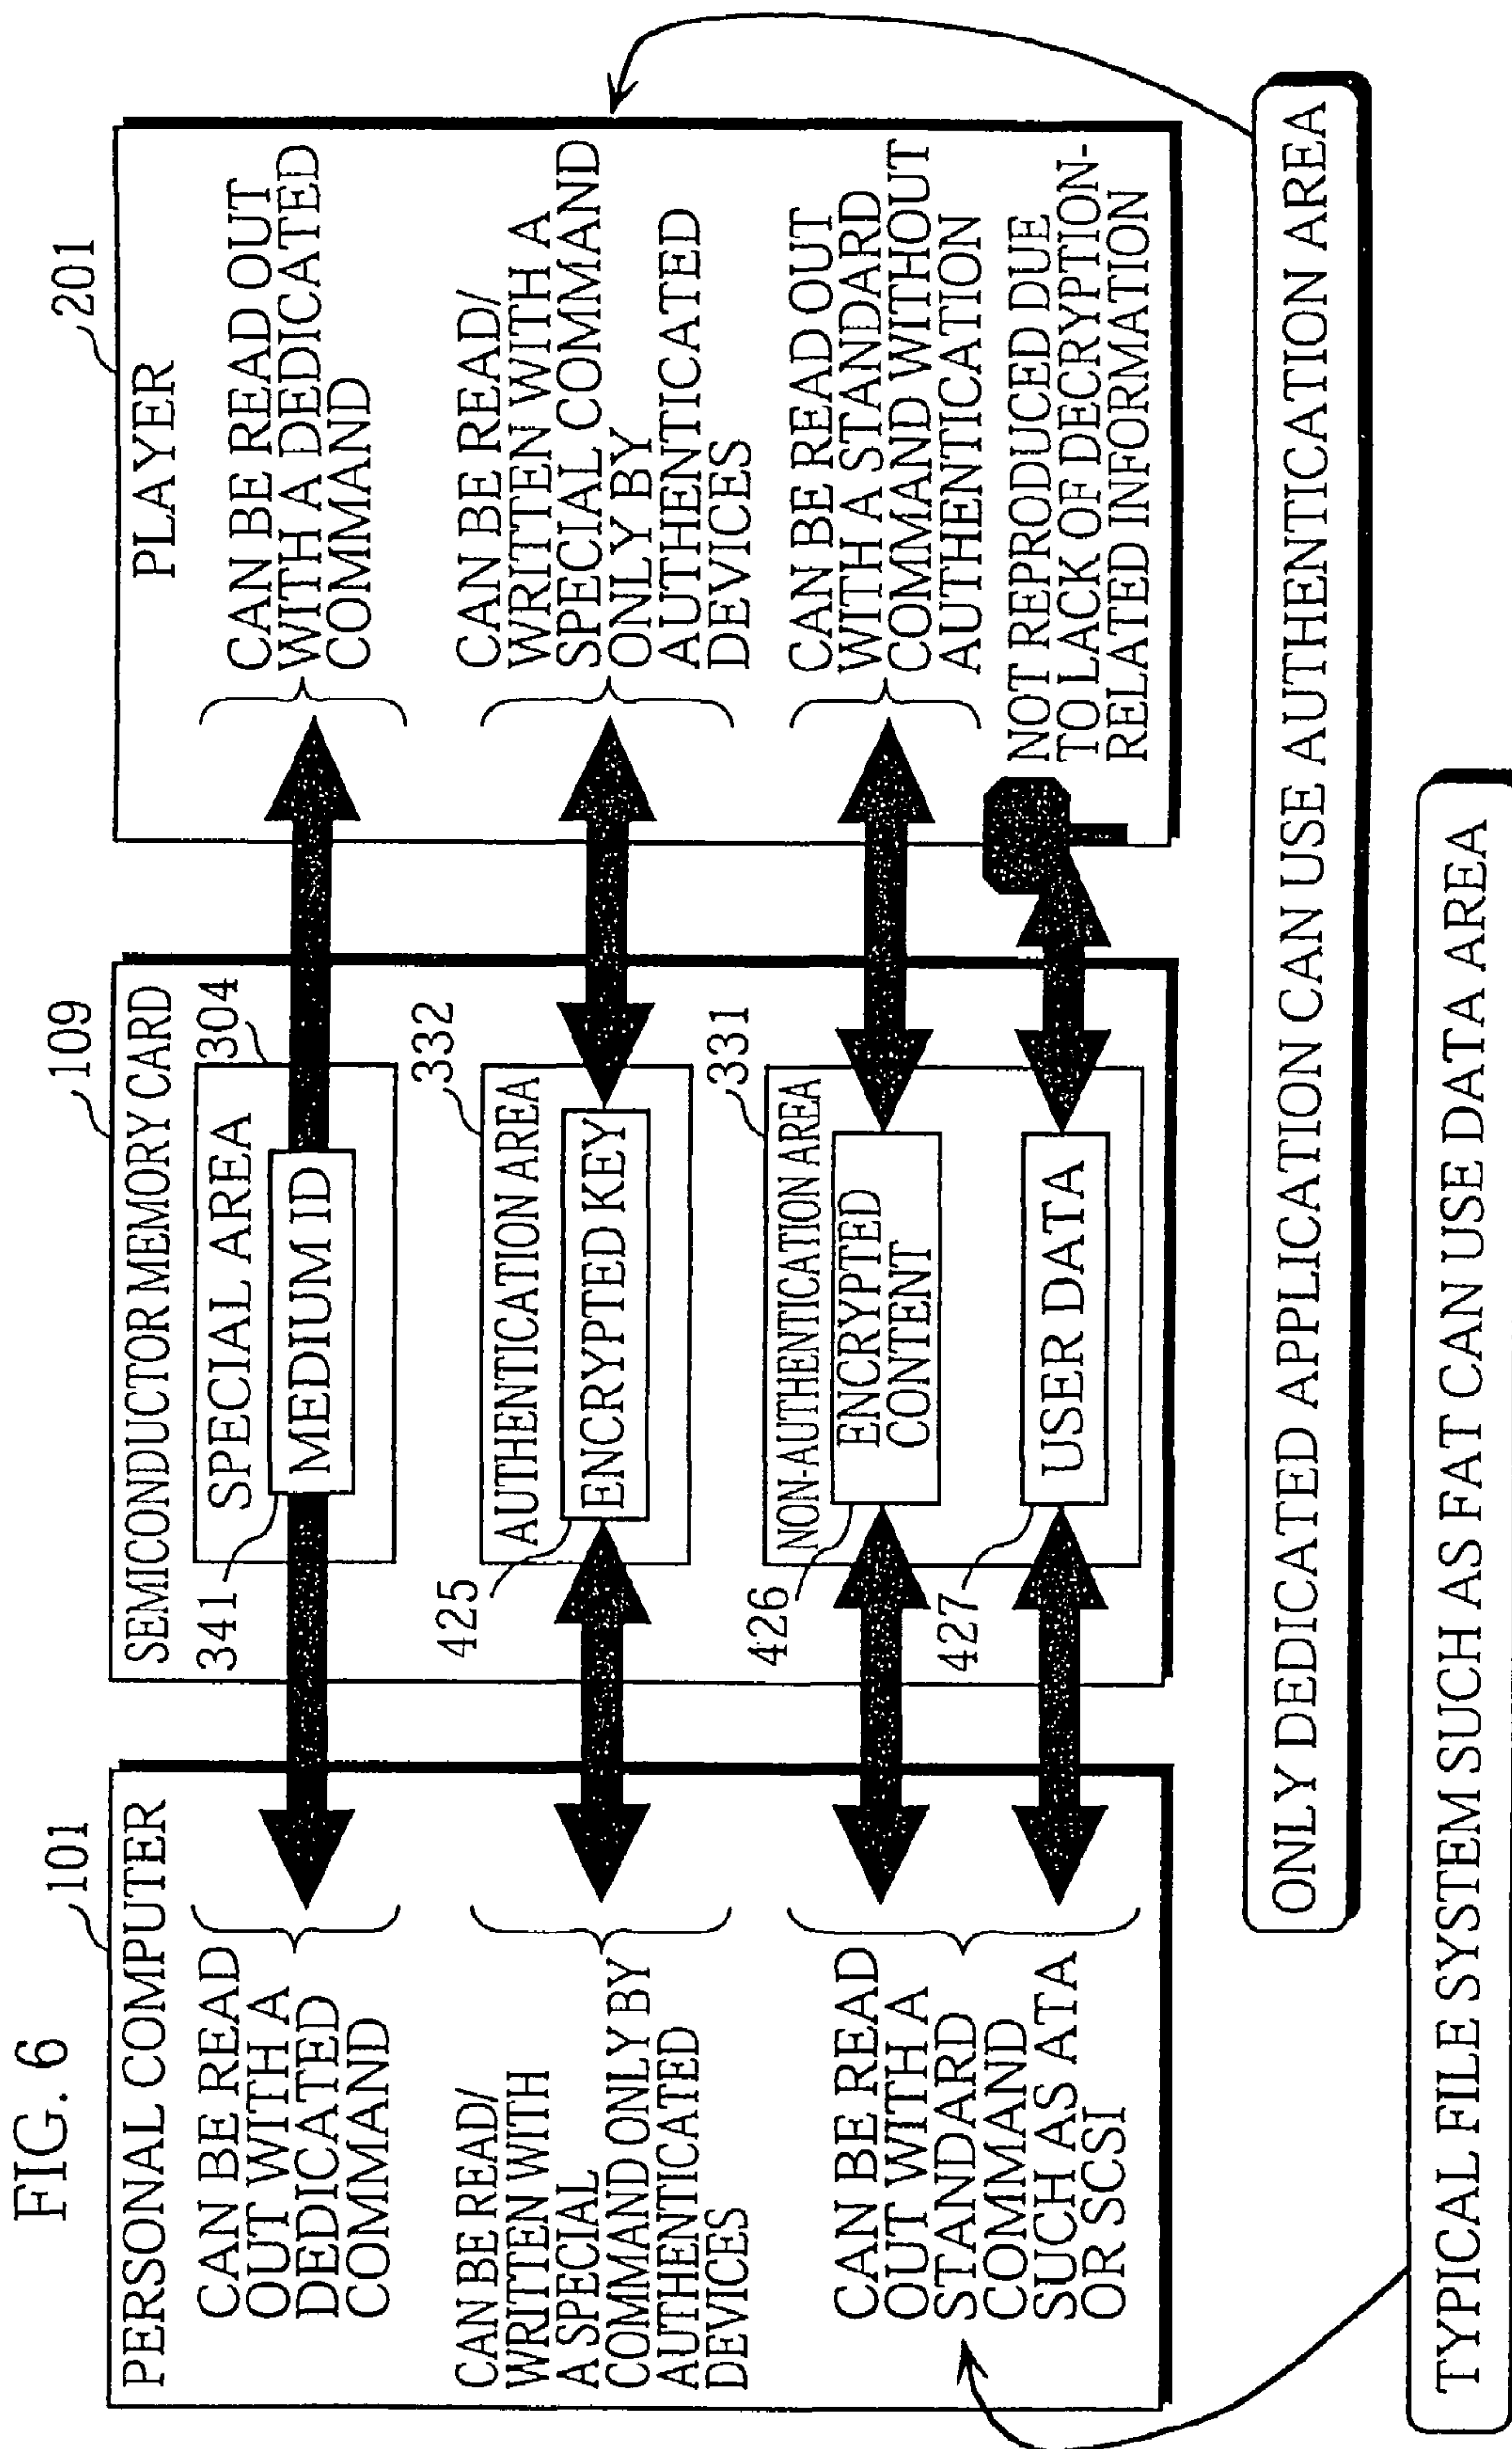 FIG. 6
PERSONAL COMPUTER
101
CAN BE READ
OUT WITH A
DEDICATED
COMMAND
CAN BE READ/
WRITTEN WITH
A SPECIAL
COMMAND ONLY BY
AUTHENTICATED
DEVICES
CAN BE READ
OUT WITH A
STANDARD
COMMAND
SUCH AS ATA
OR SCSI
SEMICONDUCTOR MEMORY CARD
109
SPECIAL AREA
304
341
MEDIUM ID
332
AUTHENTICATION AREA
425
ENCRYPTED KEY
331
NON-AUTHENTICATION AREA
426
ENCRYPTED
CONTENT
427
USER DATA
PLAYER
201
CAN BE READ OUT
WITH A DEDICATED
COMMAND
CAN BE READ/
WRITTEN WITH A
SPECIAL COMMAND
ONLY BY
AUTHENTICATED
DEVICES
CAN BE READ OUT
WITH A STANDARD
COMMAND WITHOUT
AUTHENTICATION
NOT REPRODUCED DUE
TO LACK OF DECRYPTION-
RELATED INFORMATION
ONLY DEDICATED APPLICATION CAN USE AUTHENTICATION AREA
TYPICAL FILE SYSTEM SUCH AS FAT CAN USE DATA AREA